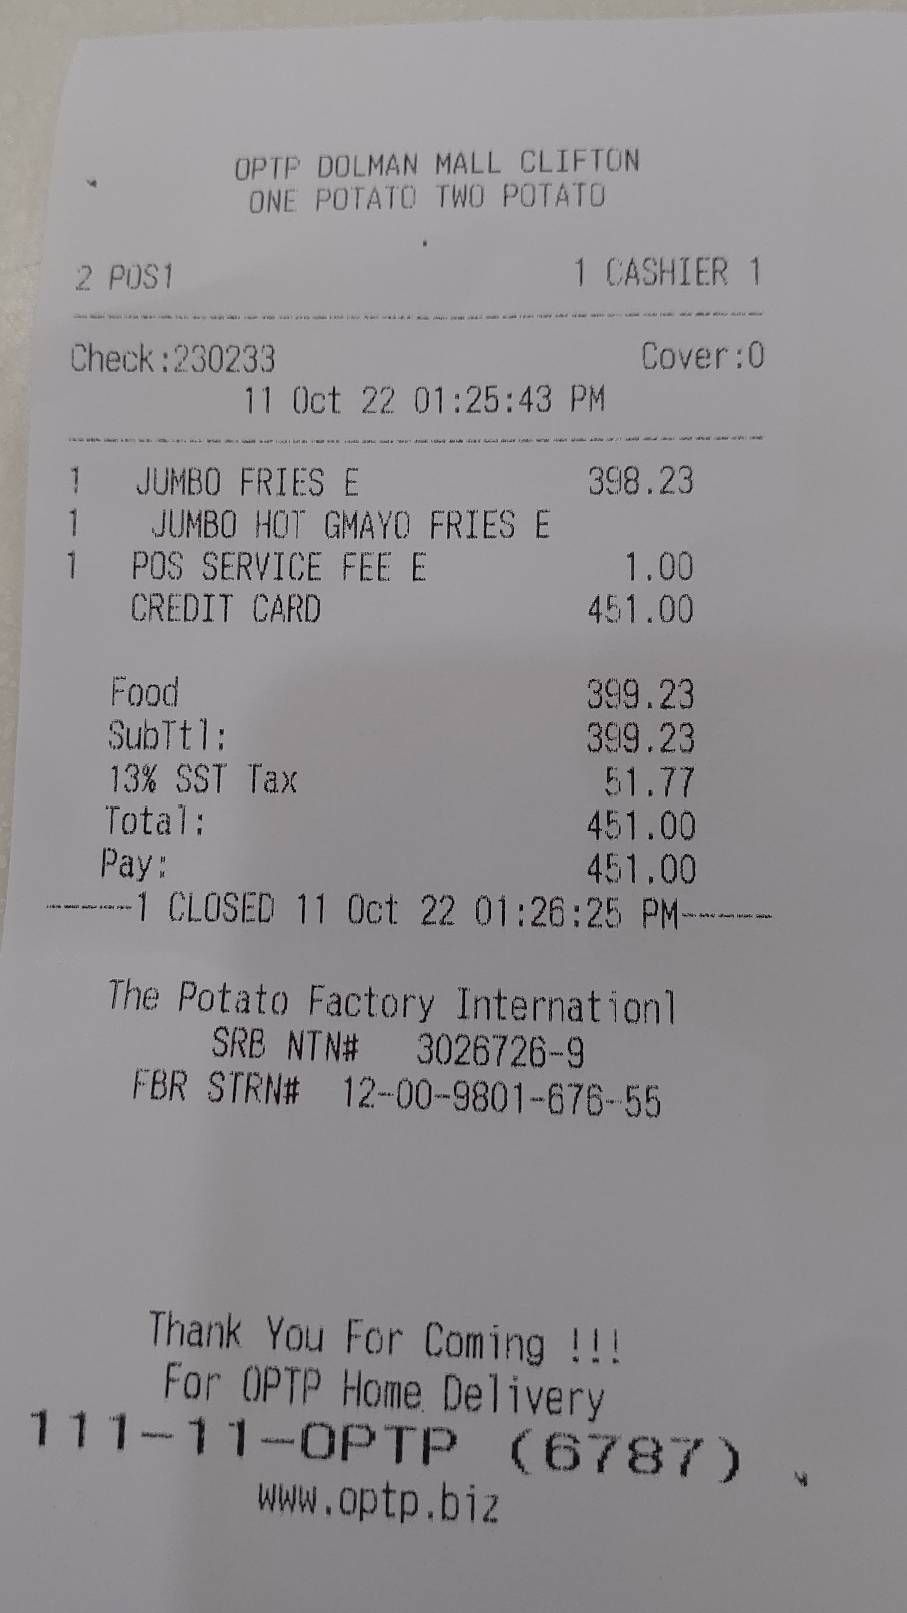 OPTP DOLMAN MALL CLIFTON
ONE POTATO TWO POTATO
2 POS1 1 CASHIER 1
Check:230233 Cover:0
11 Oct 22 01:25:43 PM
1 JUMBO FRIES E 398.23
1 JUMBO HOT GMAYO FRIES E
1 POS SERVICE FEE E 1.00
CREDIT CARD 451.00
Food 399.23
SubTtl: 399.23
13% SST Tax 51.77
Total: 451.00
Pay: 451.00
------1 CLOSED 11 Oct 22 01:26:25 PM------
The Potato Factory Internationl
SRB NTN# 3026726-9
FBR STRN# 12-00-9801-676-55
Thank You For Coming !!!
For OPTP Home Delivery
111-11-OPTP (6787)
www.optp.biz